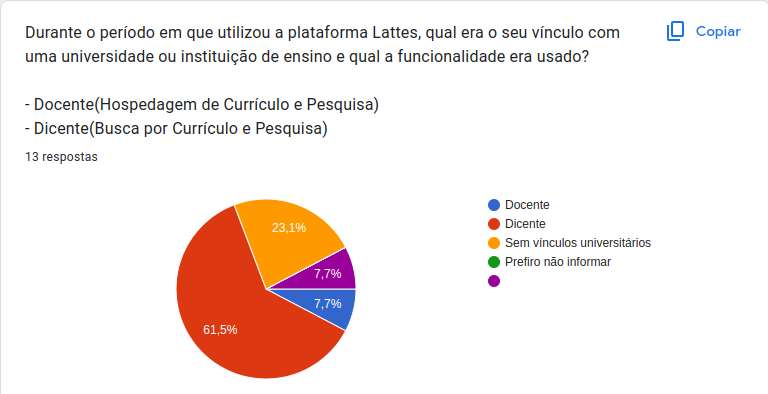 Durante o período em que utilizou a plataforma Lattes, qual era o seu vínculo com
uma universidade ou instituição de ensino e qual a funcionalidade era usado?
Copiar
- Docente(Hospedagem de Currículo e Pesquisa)
- Dicente(Busca por Currículo e Pesquisa)
13 respostas
23,1%
7,7%
7,7%
61,5%
Docente
Dicente
Sem vínculos universitários
Prefiro não informar